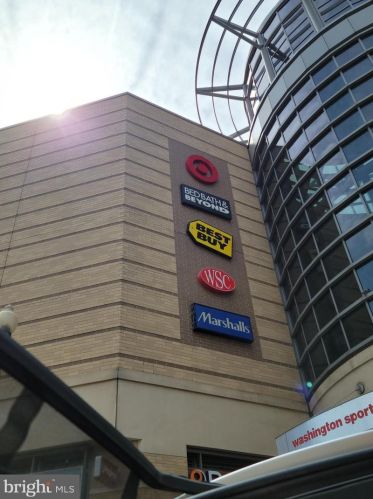 BED BATH &
BEYOND
BEST
BUY
WSC
Marshalls
washington sport
bright MLS